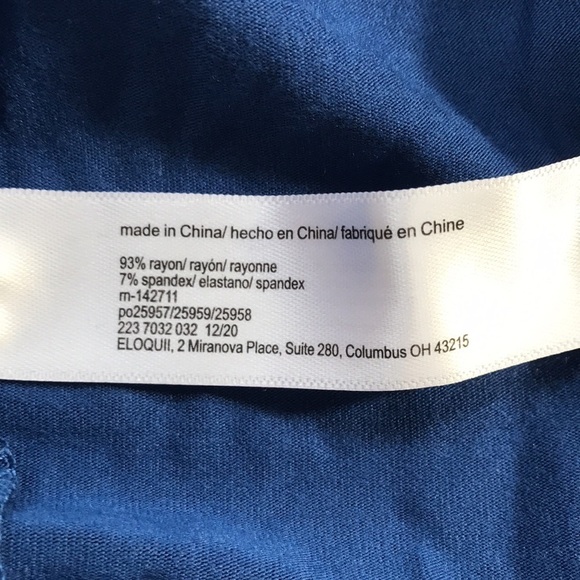 made in China/ hecho en China/ fabriqué en Chine
93% rayon/ rayón/ rayonne
7% spandex/ elastano/ spandex
m-142711
po25957/25959/25958
223 7032 032 12/20
ELOQUII, 2 Miranova Place, Suite 280, Columbus OH 43215